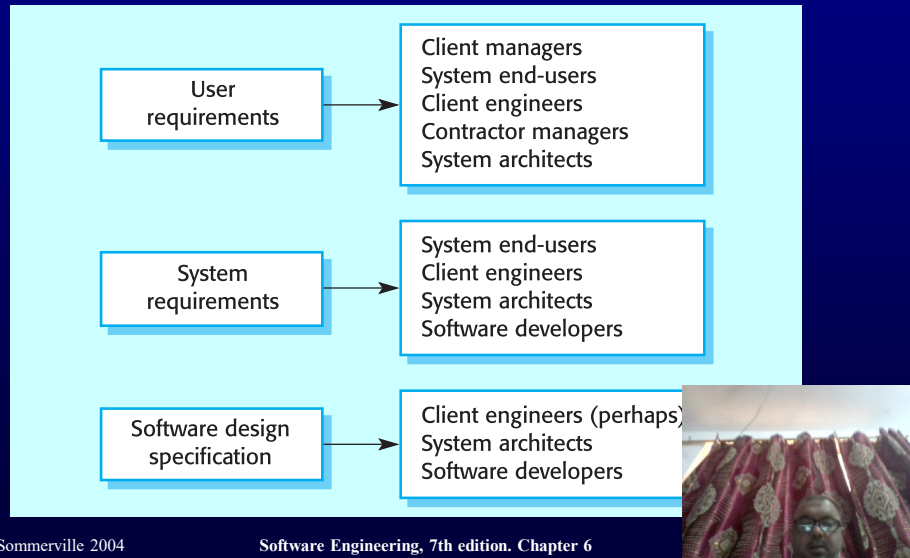 User
requirements
Client managers
System end-users
Client engineers
Contractor managers
System architects
System
requirements
System end-users
Client engineers
System architects
Software developers
Software design
specification
Client engineers (perhaps)
System architects
Software developers
Sommerville 2004
Software Engineering, 7th edition. Chapter 6